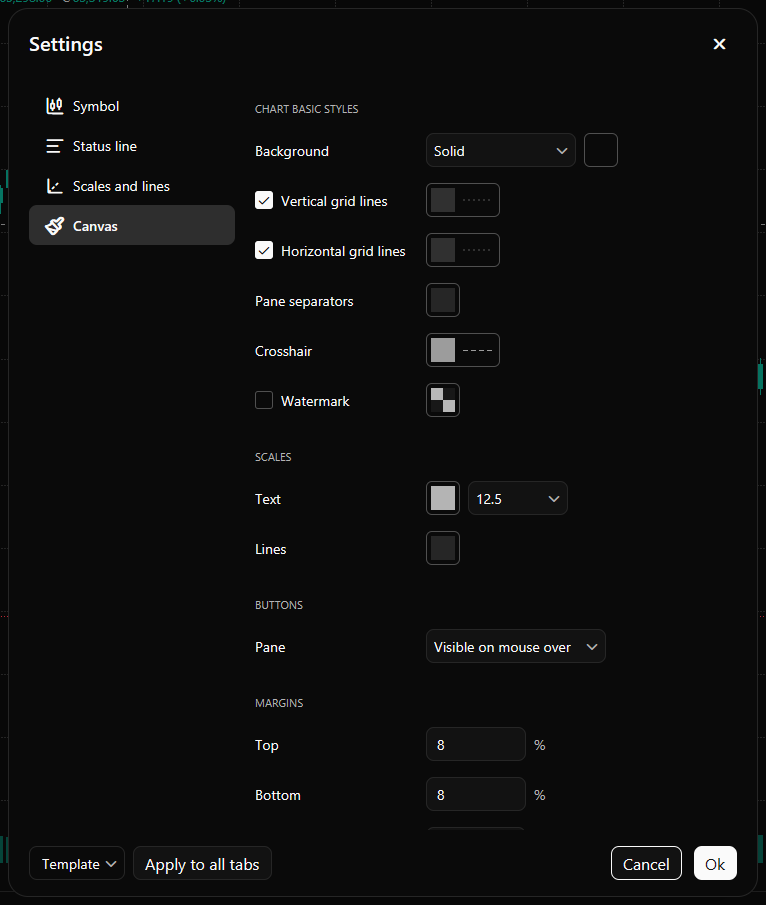 Settings
Symbol
Status line
Scales and lines
Canvas
CHART BASIC STYLES
Background
Solid
Vertical grid lines
Horizontal grid lines
Pane separators
Crosshair
Watermark
SCALES
Text
12.5
Lines
BUTTONS
Pane
Visible on mouse over
MARGINS
Top
8
%
Bottom
8
%
Template
Apply to all tabs
Cancel
Ok